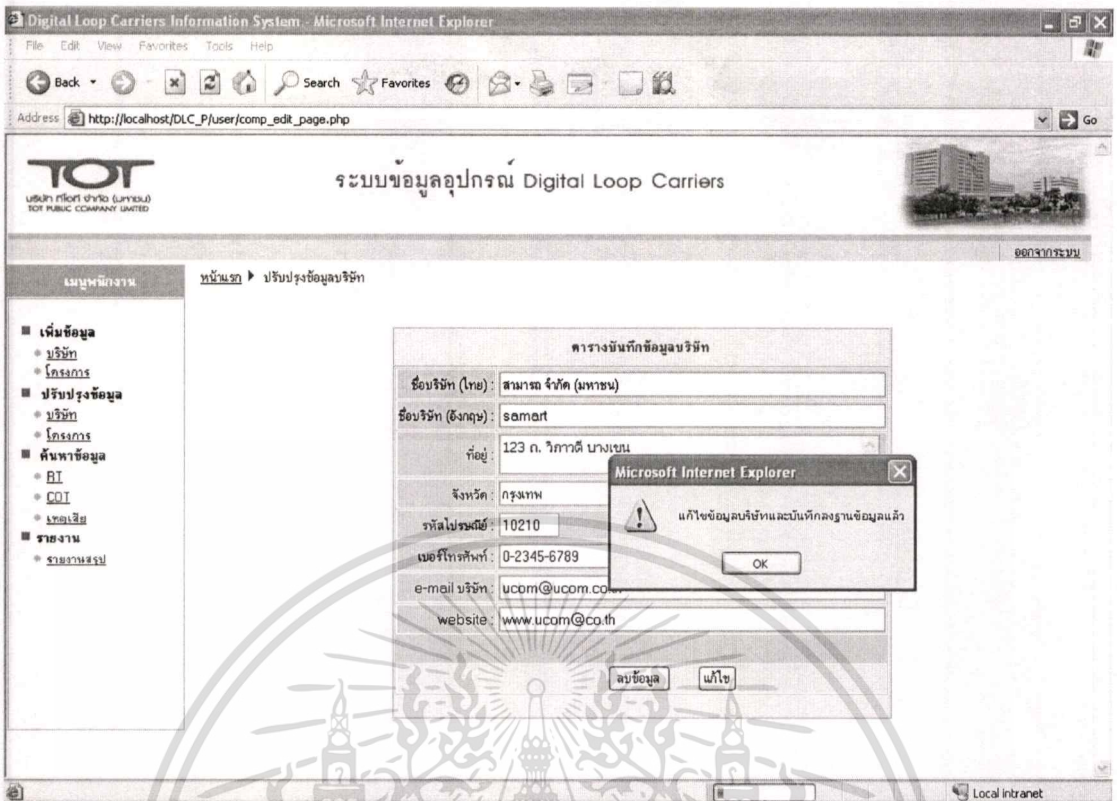 Digital Loop Carriers Information System - Microsoft Internet Explorer
File Edit View Favorites Tools Help
Back Search Favorites
Address http://localhost/DLC_P/user/comp_edit_page.php Go
TOT
บริษัท ทีโอที จำกัด (มหาชน)
TOT PUBLIC COMPANY LIMITED
ระบบข้อมูลอุปกรณ์ Digital Loop Carriers
ออกจากระบบ
เมนูพนักงาน
หน้าแรก ปรับปรุงข้อมูลบริษัท
เพิ่มข้อมูล
บริษัท
โครงการ
ปรับปรุงข้อมูล
บริษัท
โครงการ
ค้นหาข้อมูล
RT
COT
เหตุเสีย
รายงาน
รายงานสรุป
ตารางบันทึกข้อมูลบริษัท
ชื่อบริษัท (ไทย) : สามารถ จำกัด (มหาชน)
ชื่อบริษัท (อังกฤษ) : samart
ที่อยู่ : 123 ถ. วิภาวดี บางเขน
จังหวัด : กรุงเทพ
รหัสไปรษณีย์ : 10210
เบอร์โทรศัพท์ : 0-2345-6789
e-mail บริษัท : ucom@ucom.co
website : www.ucom@co.th
ลบข้อมูล แก้ไข
Microsoft Internet Explorer
แก้ไขข้อมูลบริษัทและบันทึกลงฐานข้อมูลแล้ว
OK
Local intranet